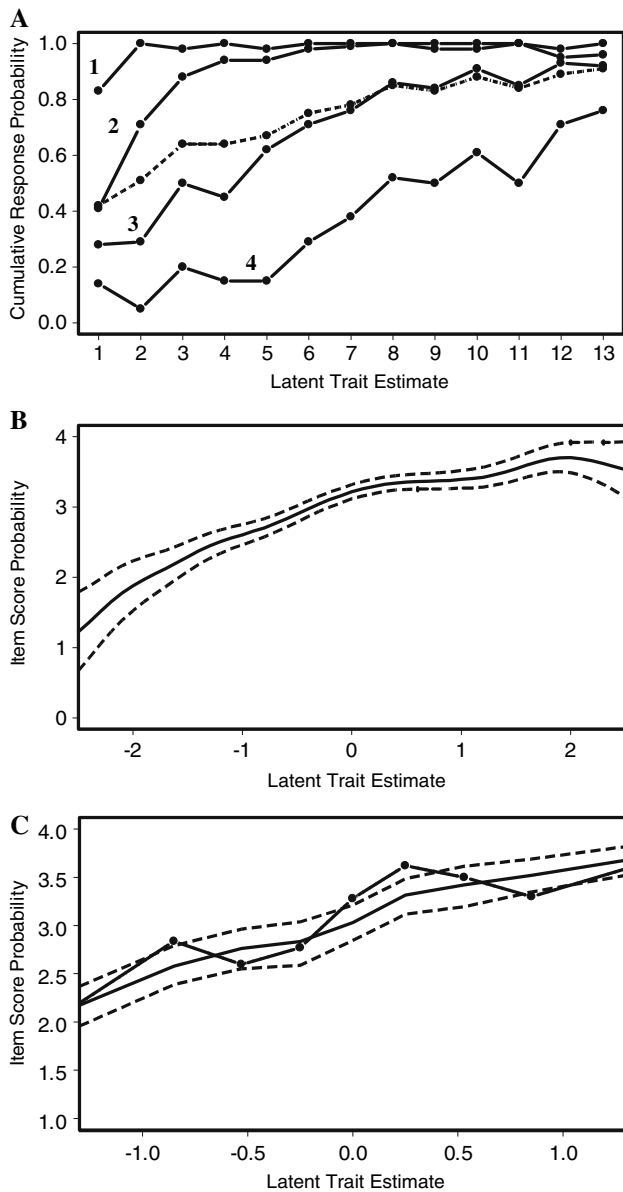 A
Cumulative Response Probability
1.0
0.8
0.6
0.4
0.2
0.0
1
2
3
4
1 2 3 4 5 6 7 8 9 10 11 12 13
Latent Trait Estimate
B
Item Score Probability
4
3
2
1
0
-2 -1 0 1 2
Latent Trait Estimate
C
Item Score Probability
4.0
3.5
3.0
2.5
2.0
1.5
1.0
-1.0 -0.5 0.0 0.5 1.0
Latent Trait Estimate